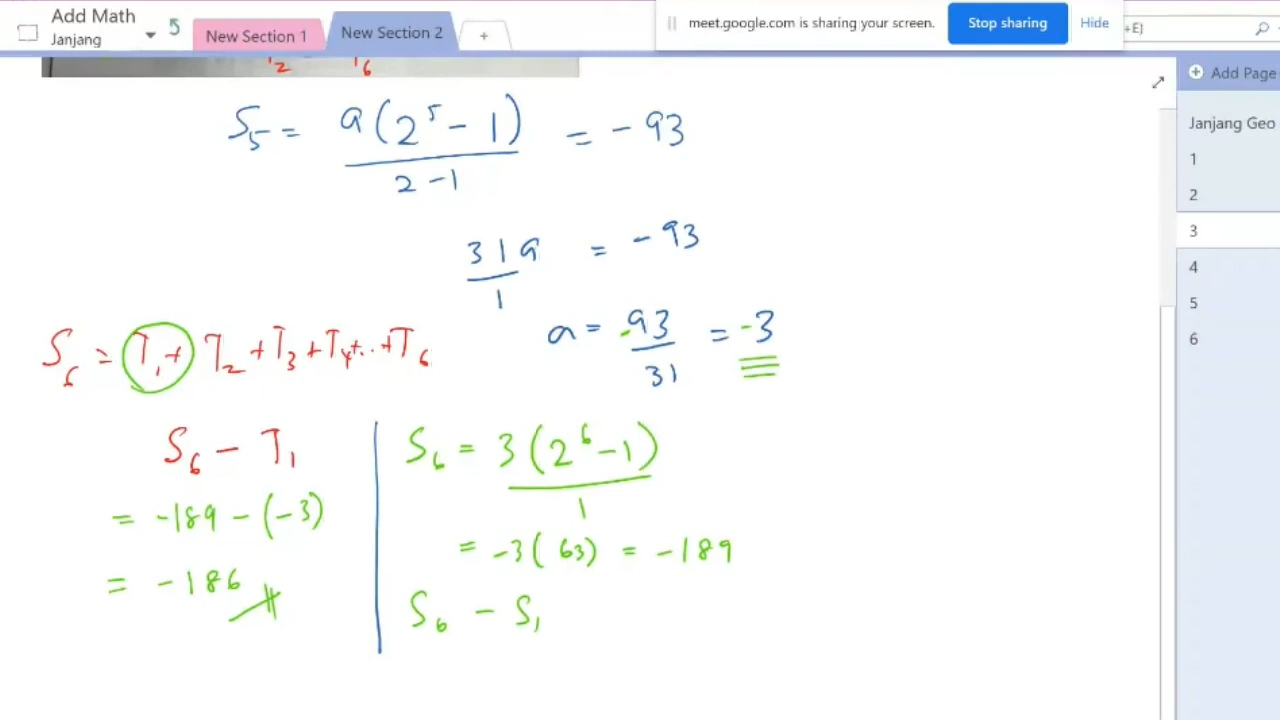 Add Math
Janjang
New Section 1
New Section 2
+
meet.google.com is sharing your screen.
Stop sharing
Hide
+E)
Add Page
Janjang Geo
1
2
3
4
5
6
T2 T6
S5 = a(2^5 - 1) / 2 - 1 = -93
31a / 1 = -93
a = -93 / 31 = -3
S6 = T1 + T2 + T3 + T4 + .. + T6
S6 - T1
= -189 - (-3)
= -186
S6 = 3(2^6 - 1) / 1
= -3(63) = -189
S6 - S1